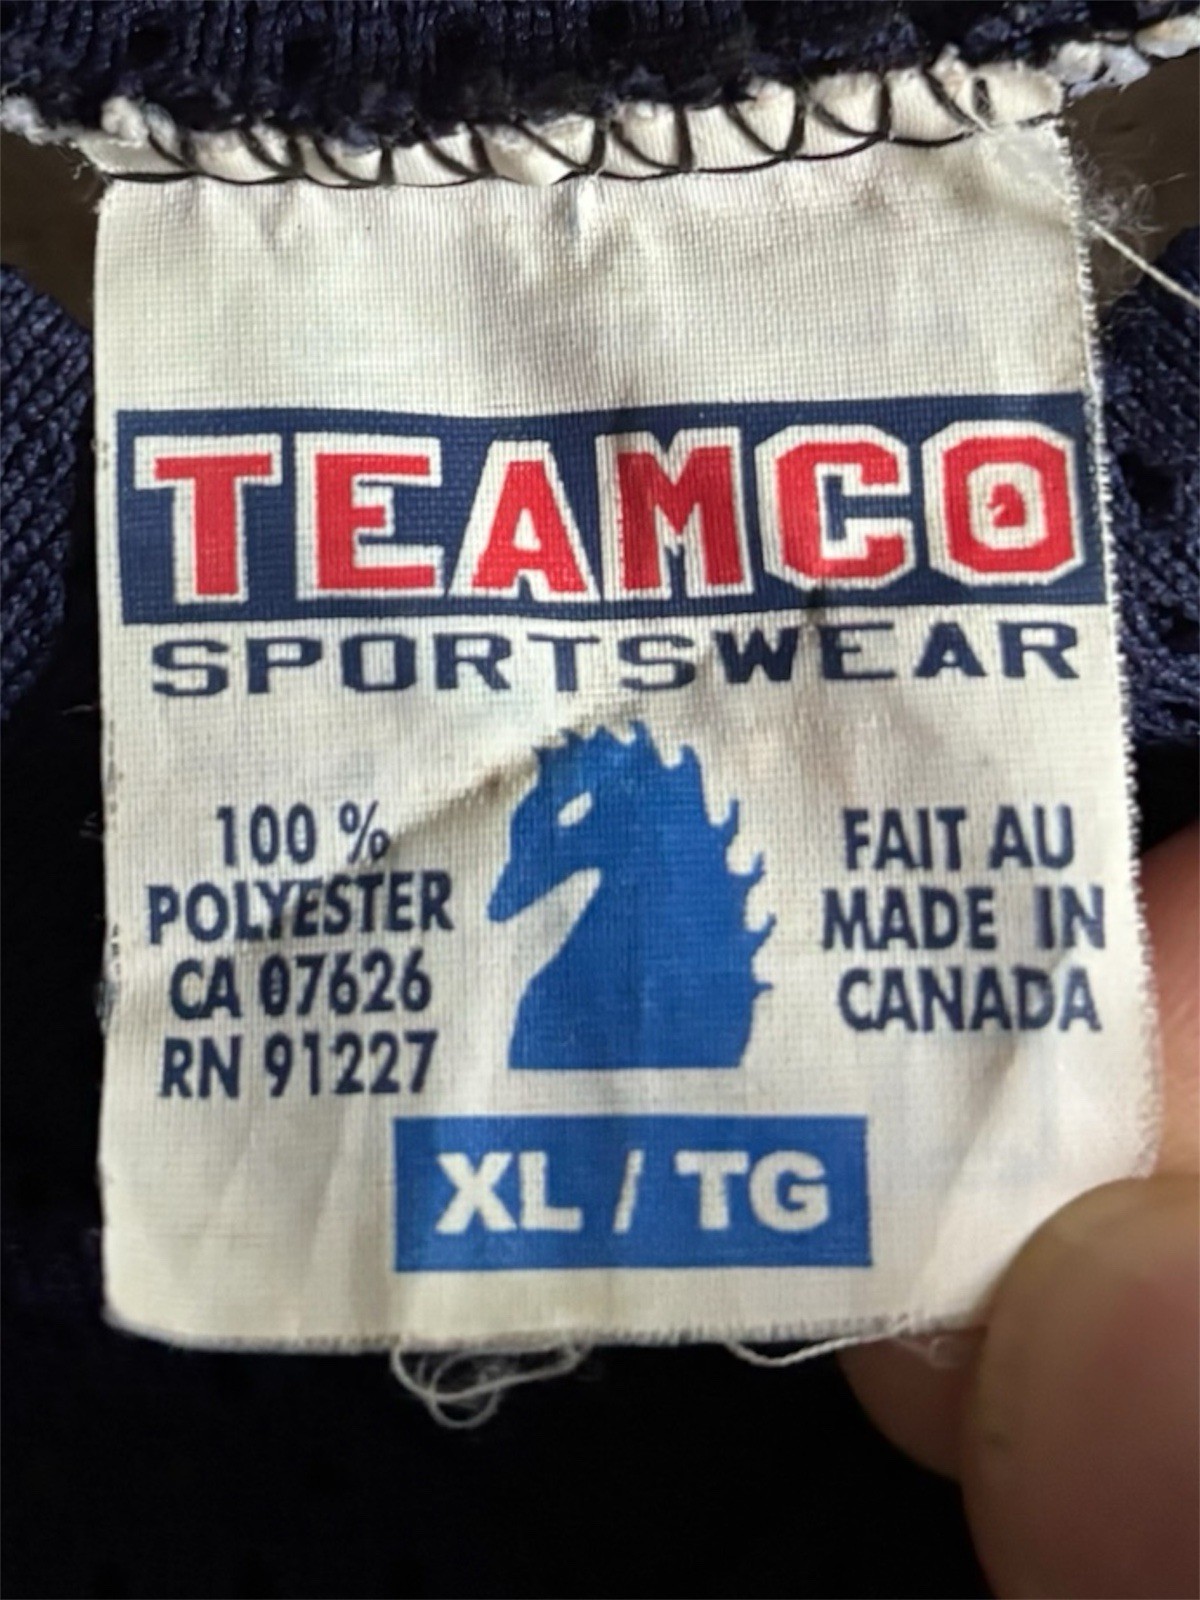 TEAMCO
SPORTSWEAR
100 %
POLYESTER
CA 07626
RN 91227
FAIT AU
MADE IN
CANADA
XL / TG